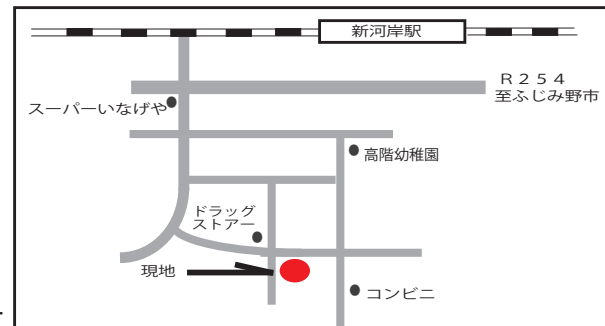 新河岸駅
Ｒ２５４
至ふじみ野市
スーパーいなげや
高階幼稚園
ドラッグ
ストアー
現地
コンビニ